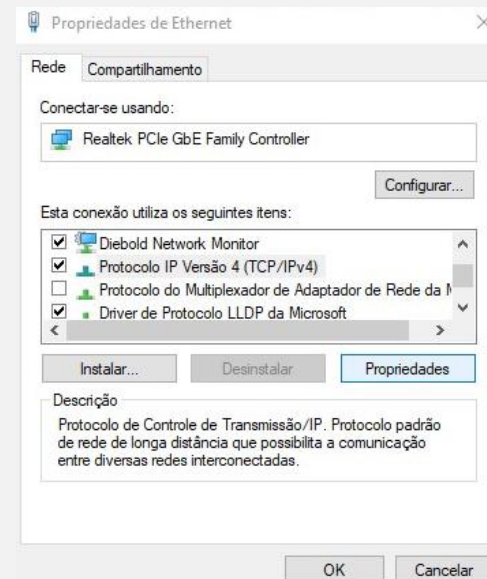 Propriedades de Ethernet
Rede
Compartilhamento
Conectar-se usando:
Realtek PCIe GbE Family Controller
Configurar...
Esta conexão utiliza os seguintes itens:
Diebold Network Monitor
Protocolo IP Versão 4 (TCP/IPv4)
Protocolo do Multiplexador de Adaptador de Rede da
Driver de Protocolo LLDP da Microsoft
Instalar...
Desinstalar
Propriedades
Descrição
Protocolo de Controle de Transmissão/IP. Protocolo padrão
de rede de longa distância que possibilita a comunicação
entre diversas redes interconectadas.
OK
Cancelar